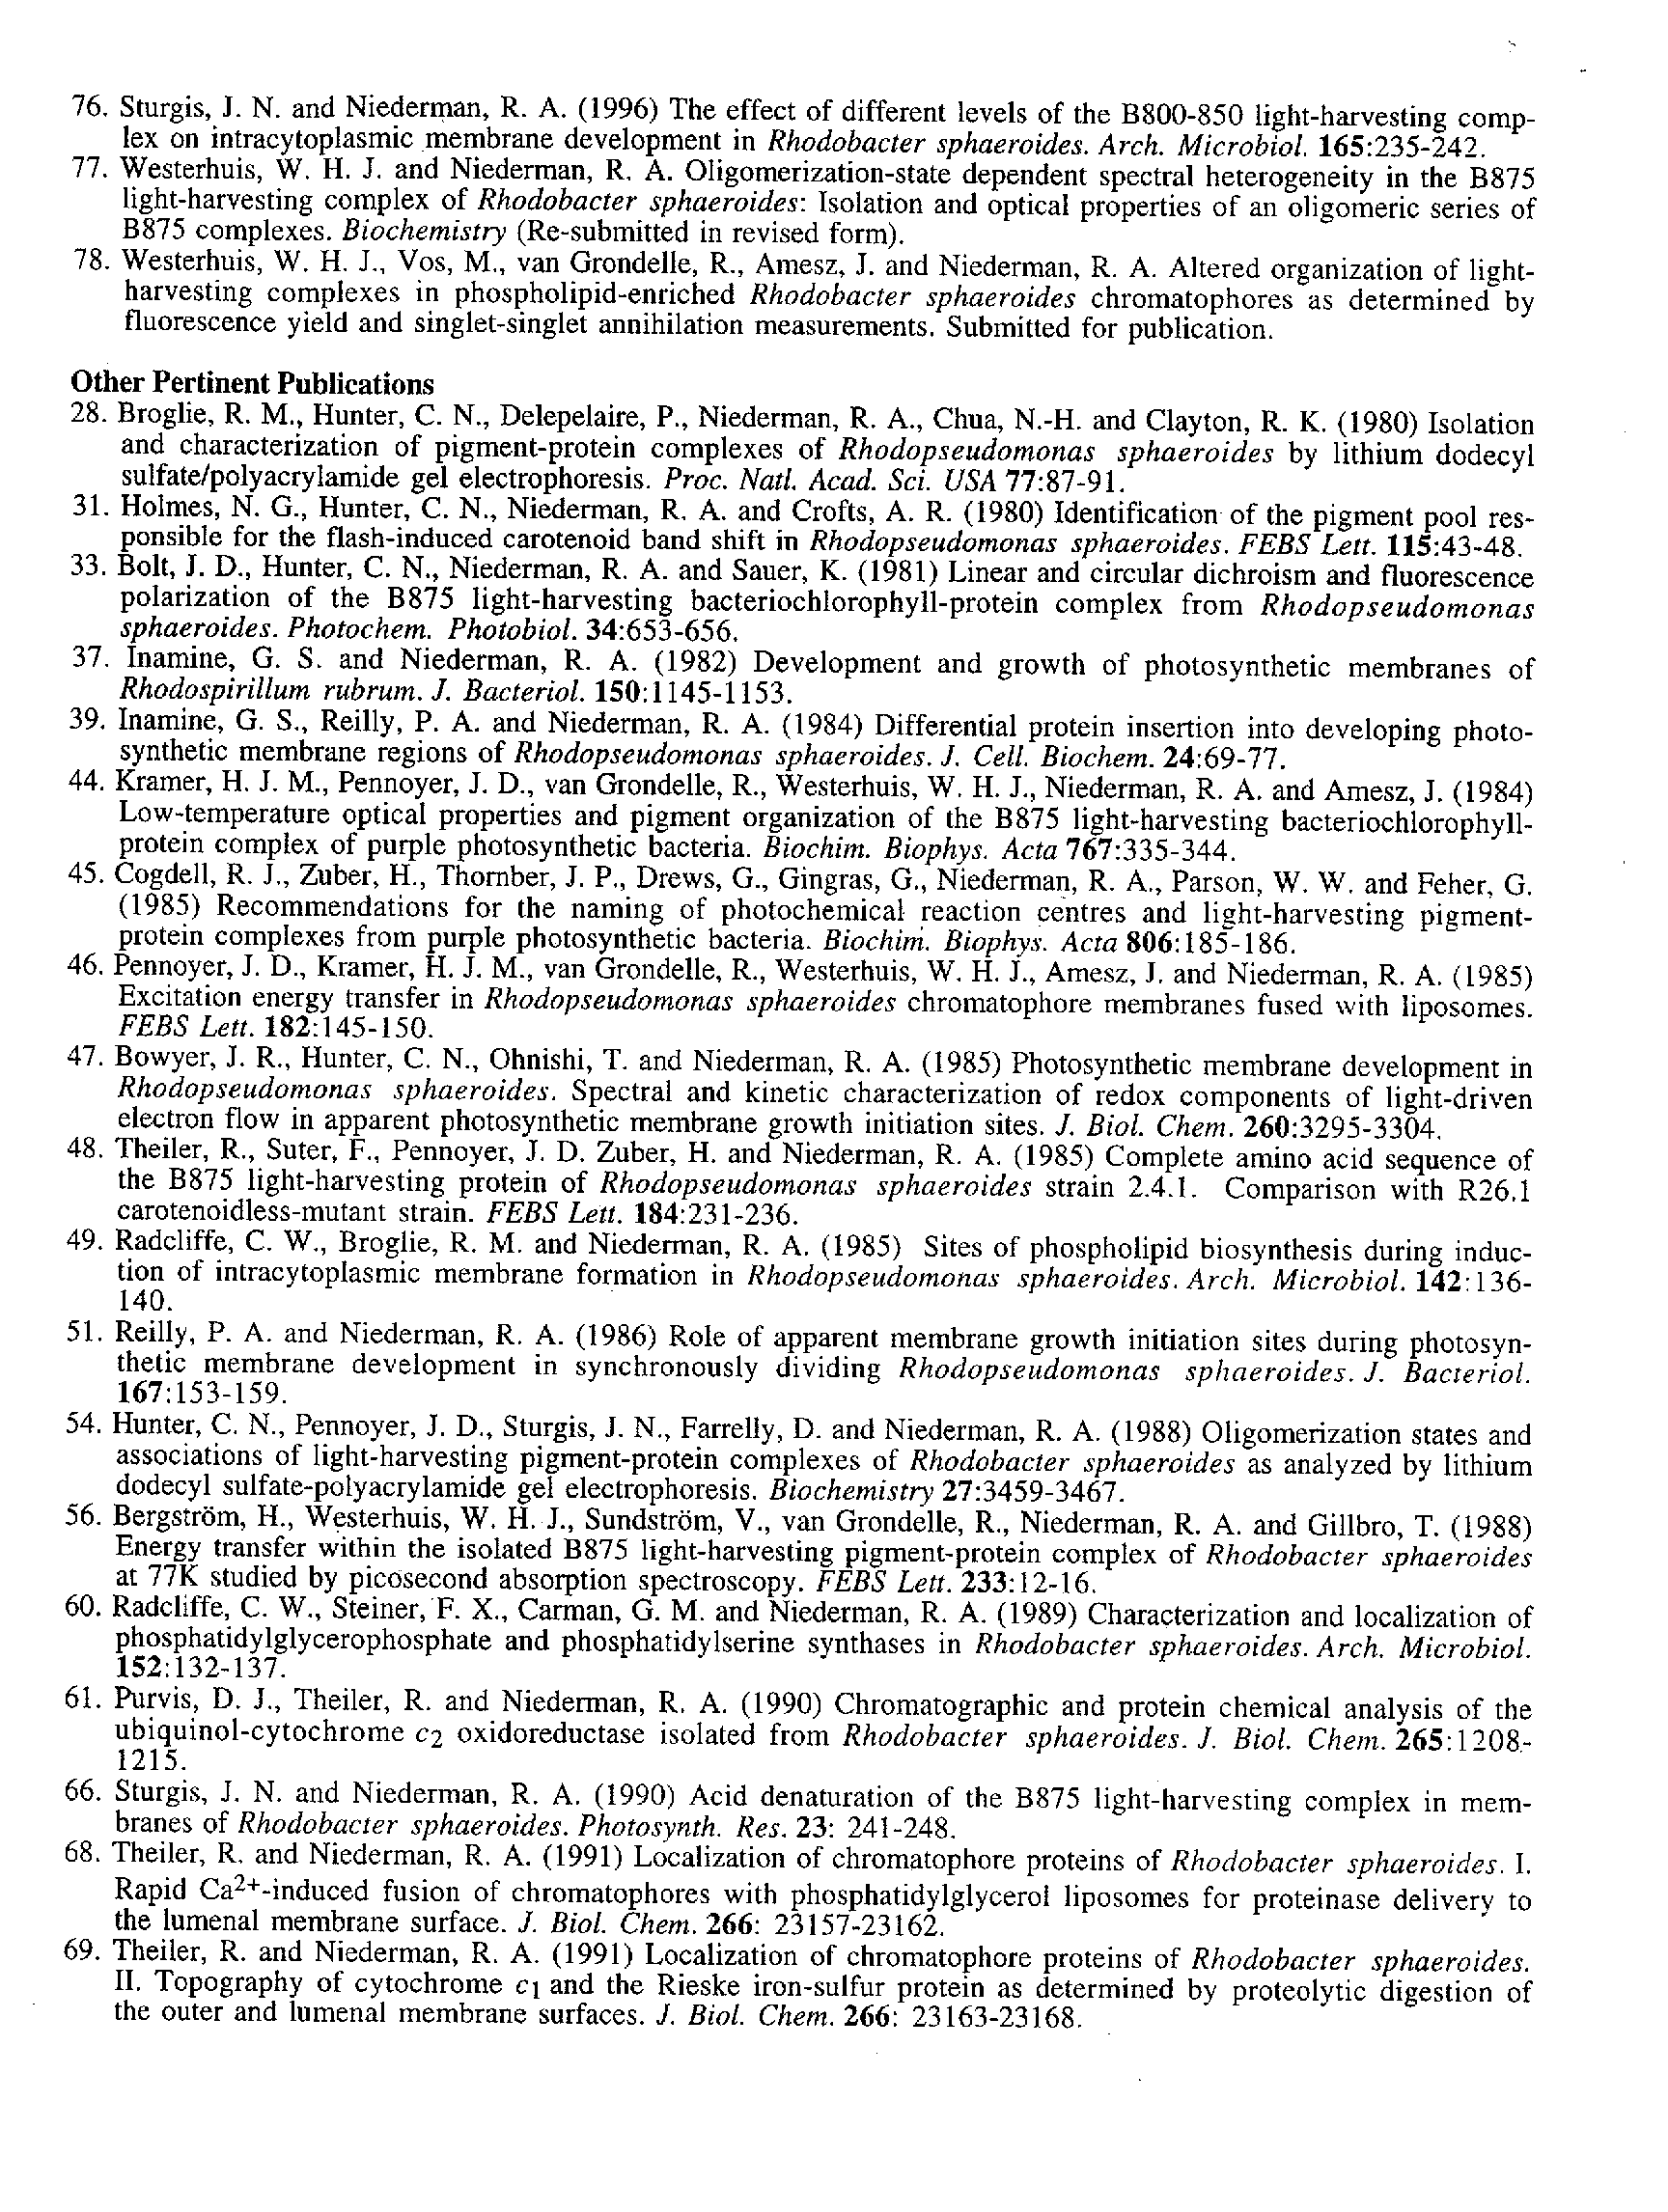 76. Sturgis, J. N. and Niederman, R. A. (1996) The effect of different levels of the B800-850 light-harvesting comp-
lex on intracytoplasmic membrane development in Rhodobacter sphaeroides. Arch. Microbiol. 165:235-242.
77. Westerhuis, W. H. J. and Niederman, R. A. Oligomerization-state dependent spectral heterogeneity in the B875
light-harvesting complex of Rhodobacter sphaeroides: Isolation and optical properties of an oligomeric series of
B875 complexes. Biochemistry (Re-submitted in revised form).
78. Westerhuis, W. H. J., Vos, M., van Grondelle, R., Amesz, J. and Niederman, R. A. Altered organization of light-
harvesting complexes in phospholipid-enriched Rhodobacter sphaeroides chromatophores as determined by
fluorescence yield and singlet-singlet annihilation measurements. Submitted for publication.
Other Pertinent Publications
28. Broglie, R. M., Hunter, C. N., Delepelaire, P., Niederman, R. A., Chua, N.-H. and Clayton, R. K. (1980) Isolation
and characterization of pigment-protein complexes of Rhodopseudomonas sphaeroides by lithium dodecyl
sulfate/polyacrylamide gel electrophoresis. Proc. Natl. Acad. Sci. USA 77:87-91.
31. Holmes, N. G., Hunter, C. N., Niederman, R. A. and Crofts, A. R. (1980) Identification of the pigment pool res-
ponsible for the flash-induced carotenoid band shift in Rhodopseudomonas sphaeroides. FEBS Lett. 115:43-48.
33. Bolt, J. D., Hunter, C. N., Niederman, R. A. and Sauer, K. (1981) Linear and circular dichroism and fluorescence
polarization of the B875 light-harvesting bacteriochlorophyll-protein complex from Rhodopseudomonas
sphaeroides. Photochem. Photobiol. 34:653-656.
37. Inamine, G. S. and Niederman, R. A. (1982) Development and growth of photosynthetic membranes of
Rhodospirillum rubrum. J. Bacteriol. 150:1145-1153.
39. Inamine, G. S., Reilly, P. A. and Niederman, R. A. (1984) Differential protein insertion into developing photo-
synthetic membrane regions of Rhodopseudomonas sphaeroides. J. Cell. Biochem. 24:69-77.
44. Kramer, H. J. M., Pennoyer, J. D., van Grondelle, R., Westerhuis, W. H. J., Niederman, R. A. and Amesz, J. (1984)
Low-temperature optical properties and pigment organization of the B875 light-harvesting bacteriochlorophyll-
protein complex of purple photosynthetic bacteria. Biochim. Biophys. Acta 767:335-344.
45. Cogdell, R. J., Zuber, H., Thornber, J. P., Drews, G., Gingras, G., Niederman, R. A., Parson, W. W. and Feher, G.
(1985) Recommendations for the naming of photochemical reaction centres and light-harvesting pigment-
protein complexes from purple photosynthetic bacteria. Biochim. Biophys. Acta 806:185-186.
46. Pennoyer, J. D., Kramer, H. J. M., van Grondelle, R., Westerhuis, W. H. J., Amesz, J. and Niederman, R. A. (1985)
Excitation energy transfer in Rhodopseudomonas sphaeroides chromatophore membranes fused with liposomes.
FEBS Lett. 182:145-150.
47. Bowyer, J. R., Hunter, C. N., Ohnishi, T. and Niederman, R. A. (1985) Photosynthetic membrane development in
Rhodopseudomonas sphaeroides. Spectral and kinetic characterization of redox components of light-driven
electron flow in apparent photosynthetic membrane growth initiation sites. J. Biol. Chem. 260:3295-3304.
48. Theiler, R., Suter, F., Pennoyer, J. D. Zuber, H. and Niederman, R. A. (1985) Complete amino acid sequence of
the B875 light-harvesting protein of Rhodopseudomonas sphaeroides strain 2.4.1. Comparison with R26.1
carotenoidless-mutant strain. FEBS Lett. 184:231-236.
49. Radcliffe, C. W., Broglie, R. M. and Niederman, R. A. (1985) Sites of phospholipid biosynthesis during induc-
tion of intracytoplasmic membrane formation in Rhodopseudomonas sphaeroides. Arch. Microbiol. 142:136-
140.
51. Reilly, P. A. and Niederman, R. A. (1986) Role of apparent membrane growth initiation sites during photosyn-
thetic membrane development in synchronously dividing Rhodopseudomonas sphaeroides. J. Bacteriol.
167:153-159.
54. Hunter, C. N., Pennoyer, J. D., Sturgis, J. N., Farrelly, D. and Niederman, R. A. (1988) Oligomerization states and
associations of light-harvesting pigment-protein complexes of Rhodobacter sphaeroides as analyzed by lithium
dodecyl sulfate-polyacrylamide gel electrophoresis. Biochemistry 27:3459-3467.
56. Bergström, H., Westerhuis, W. H. J., Sundström, V., van Grondelle, R., Niederman, R. A. and Gillbro, T. (1988)
Energy transfer within the isolated B875 light-harvesting pigment-protein complex of Rhodobacter sphaeroides
at 77K studied by picosecond absorption spectroscopy. FEBS Lett. 233:12-16.
60. Radcliffe, C. W., Steiner, F. X., Carman, G. M. and Niederman, R. A. (1989) Characterization and localization of
phosphatidylglycerophosphate and phosphatidylserine synthases in Rhodobacter sphaeroides. Arch. Microbiol.
152:132-137.
61. Purvis, D. J., Theiler, R. and Niederman, R. A. (1990) Chromatographic and protein chemical analysis of the
ubiquinol-cytochrome c2 oxidoreductase isolated from Rhodobacter sphaeroides. J. Biol. Chem. 265:1208-
1215.
66. Sturgis, J. N. and Niederman, R. A. (1990) Acid denaturation of the B875 light-harvesting complex in mem-
branes of Rhodobacter sphaeroides. Photosynth. Res. 23: 241-248.
68. Theiler, R. and Niederman, R. A. (1991) Localization of chromatophore proteins of Rhodobacter sphaeroides. I.
Rapid Ca2+-induced fusion of chromatophores with phosphatidylglycerol liposomes for proteinase delivery to
the lumenal membrane surface. J. Biol. Chem. 266: 23157-23162.
69. Theiler, R. and Niederman, R. A. (1991) Localization of chromatophore proteins of Rhodobacter sphaeroides.
II. Topography of cytochrome c1 and the Rieske iron-sulfur protein as determined by proteolytic digestion of
the outer and lumenal membrane surfaces. J. Biol. Chem. 266: 23163-23168.